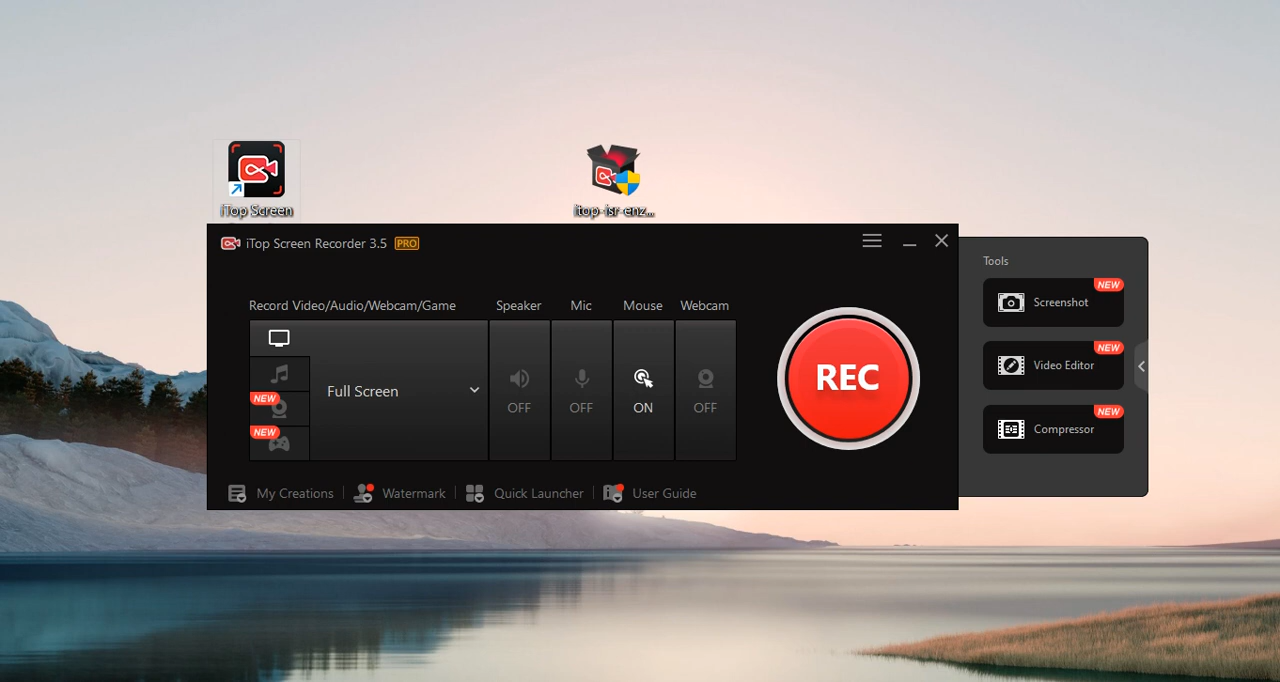 iTop Screen
itop-isr-enz...
iTop Screen Recorder 3.5 PRO
Record Video/Audio/Webcam/Game
Speaker
Mic
Mouse
Webcam
Full Screen
NEW
NEW
OFF
OFF
ON
OFF
REC
My Creations
Watermark
Quick Launcher
User Guide
Tools
NEW
Screenshot
NEW
Video Editor
NEW
Compressor